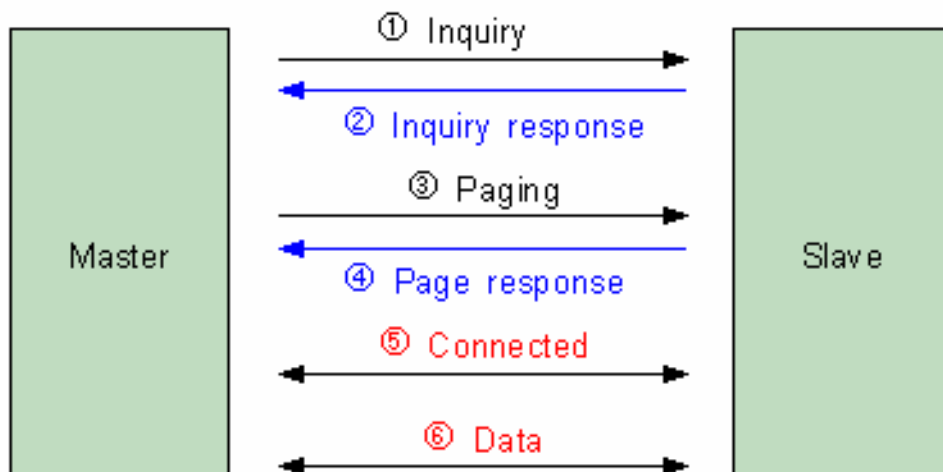 ① Inquiry
② Inquiry response
③ Paging
Master
Slave
④ Page response
⑤ Connected
⑥ Data